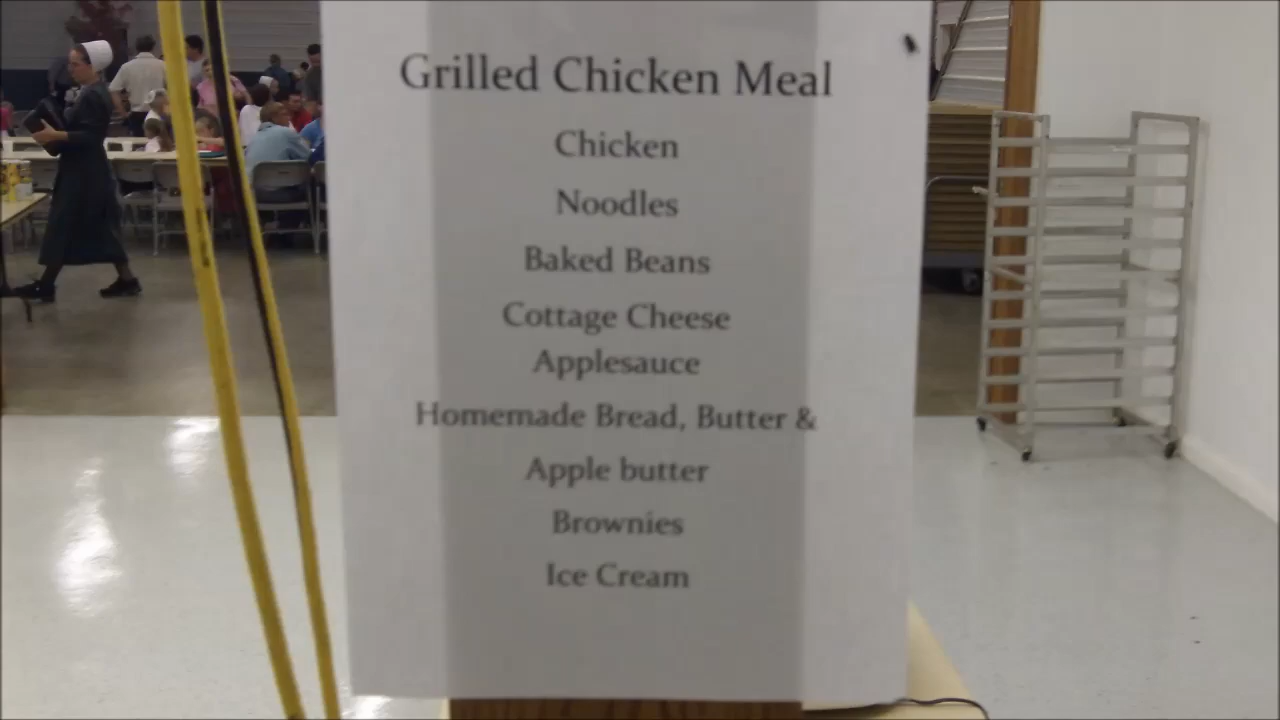 Grilled Chicken Meal
Chicken
Noodles
Baked Beans
Cottage Cheese
Applesauce
Homemade Bread, Butter &
Apple butter
Brownies
Ice Cream